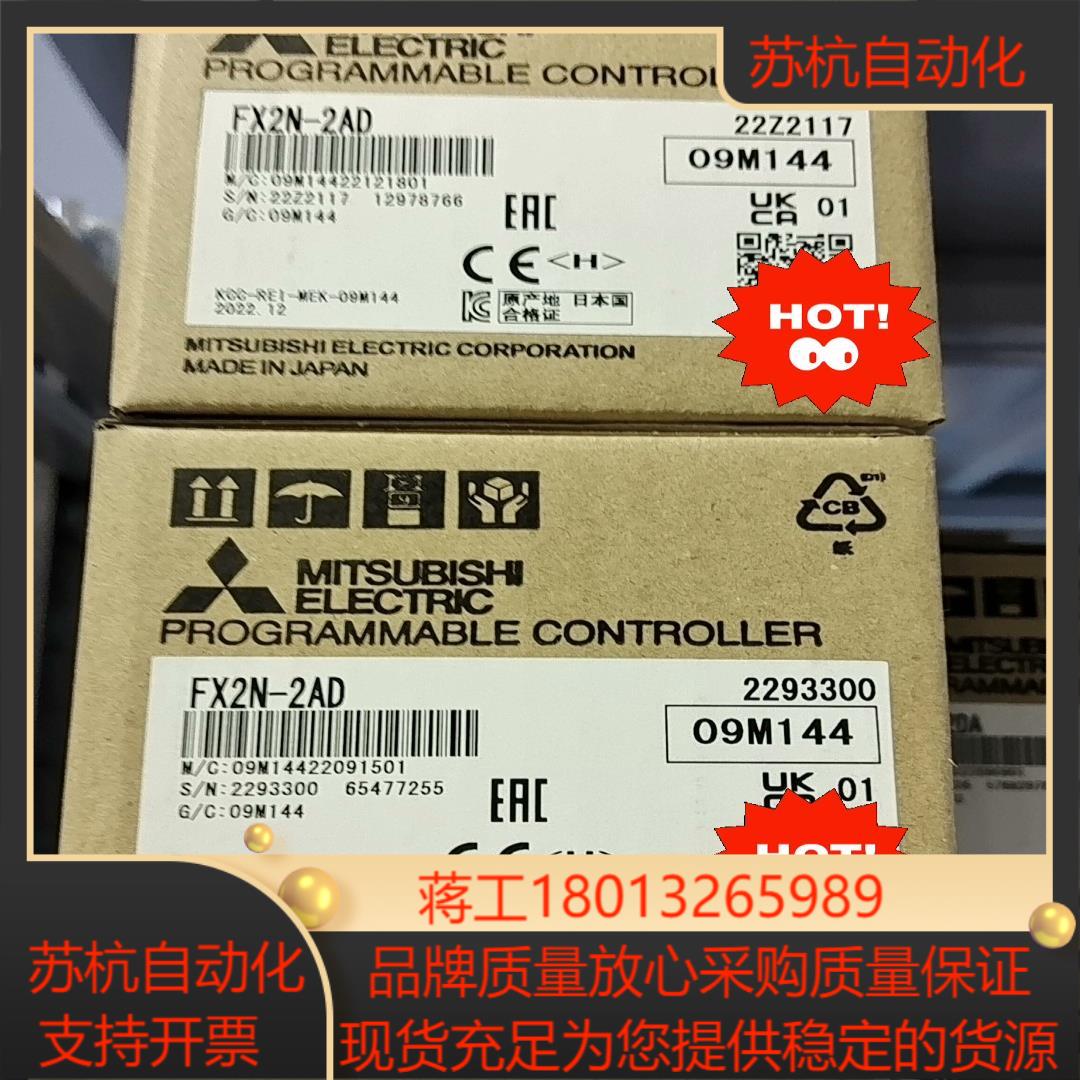 苏杭自动化
ELECTRIC
PROGRAMMABLE CONTROL
FX2N-2AD
22Z2117
09M144
M/C:09M14422121801
S/N:22Z2117 12978766
G/C:09M144
EAC
UK
CA 01
CE <H>
KCC-REI-MEK-09M144
2022.12
原产地 日本国
合格证
HOT!
MITSUBISHI ELECTRIC CORPORATION
MADE IN JAPAN
CB
紙
MITSUBISHI
ELECTRIC
PROGRAMMABLE CONTROLLER
FX2N-2AD
2293300
09M144
M/C:09M14422091501
S/N:2293300 65477255
G/C:09M144
EAC
UK
CA 01
HOT!
蒋工18013265989
苏杭自动化
支持开票
品牌质量放心采购质量保证
现货充足为您提供稳定的货源